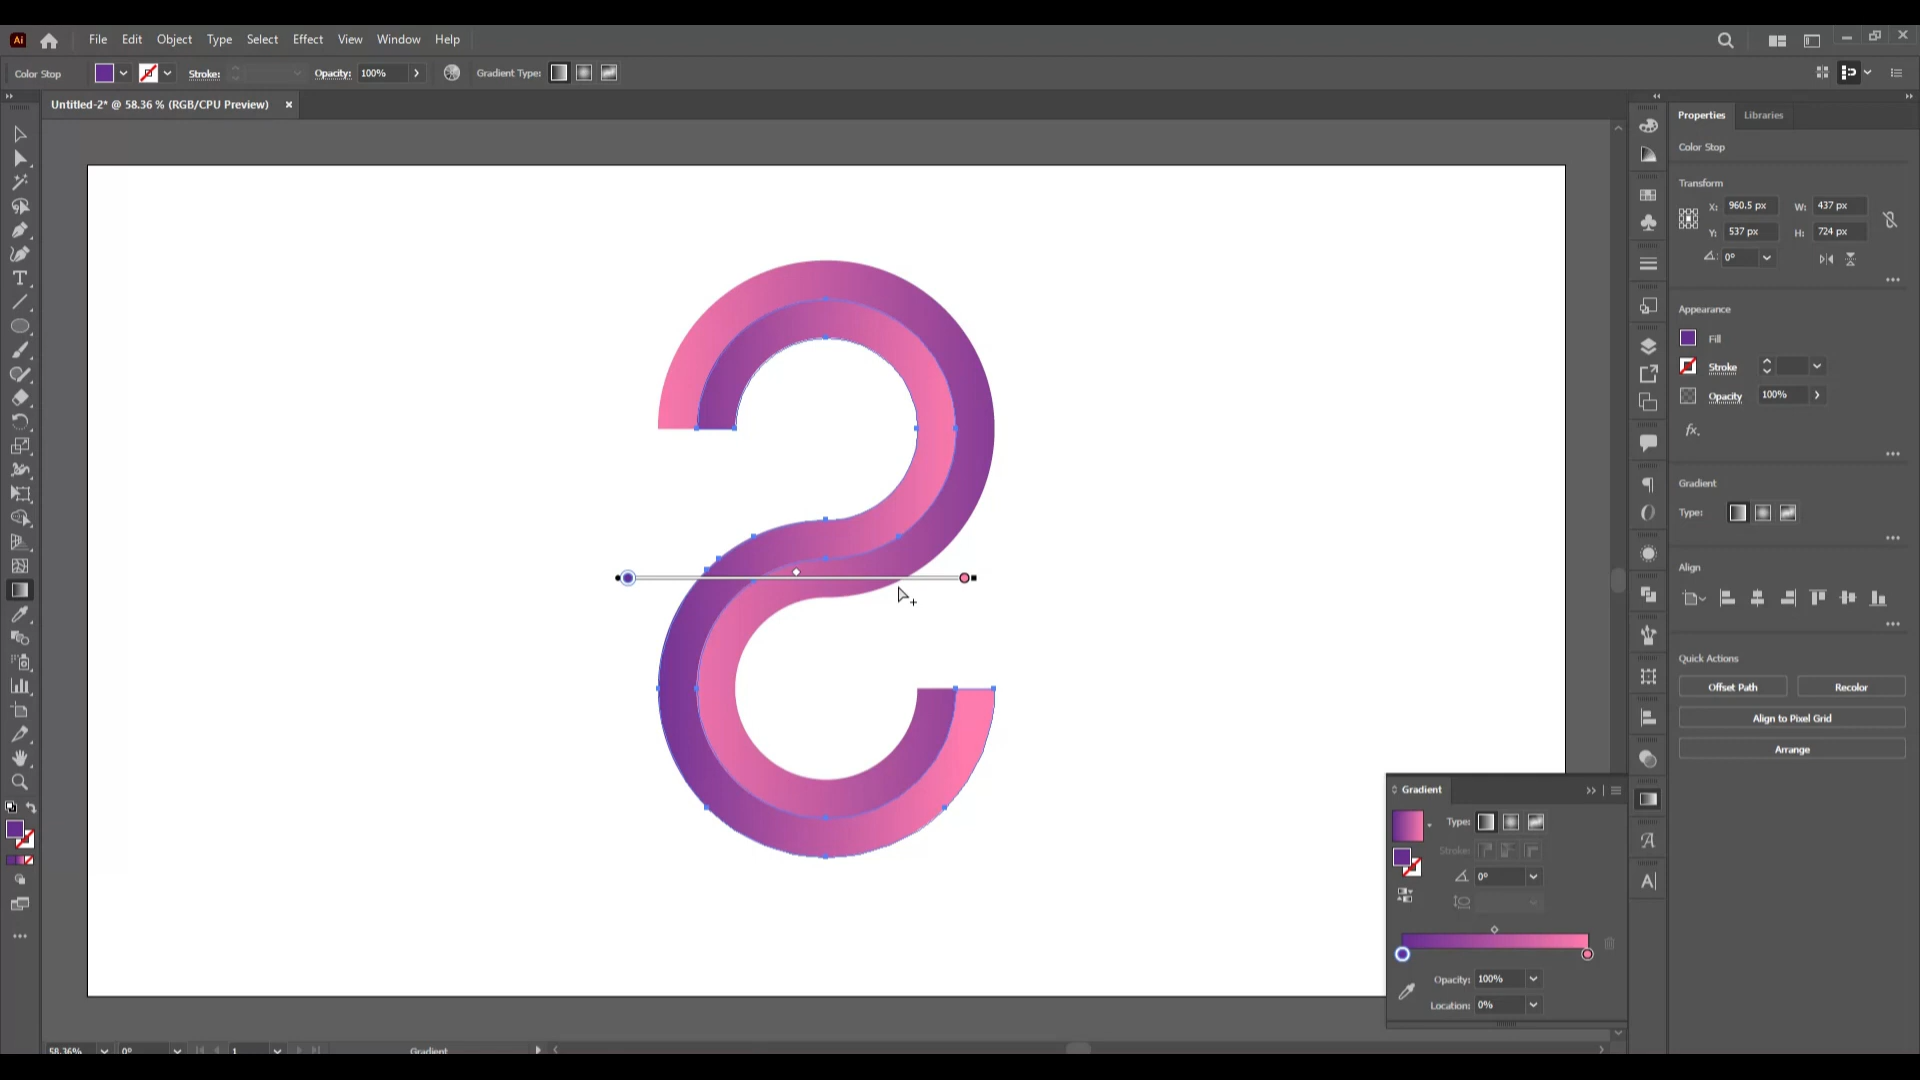 Ai File Edit Object Type Select Effect View Window Help
Color Stop Stroke: Opacity: 100% Gradient Type:
Untitled-2* @ 58.36 % (RGB/CPU Preview) ×
Properties Libraries
Color Stop
Transform
X: 960.5 px W: 437 px
Y: 537 px H: 724 px
0°
Appearance
Fill
Stroke
Opacity 100%
fx.
Gradient
Type:
Align
Quick Actions
Offset Path Recolor
Align to Pixel Grid
Arrange
Gradient
Type:
Stroke:
0°
Opacity: 100%
Location: 0%
58.36% 0° 1 Gradient